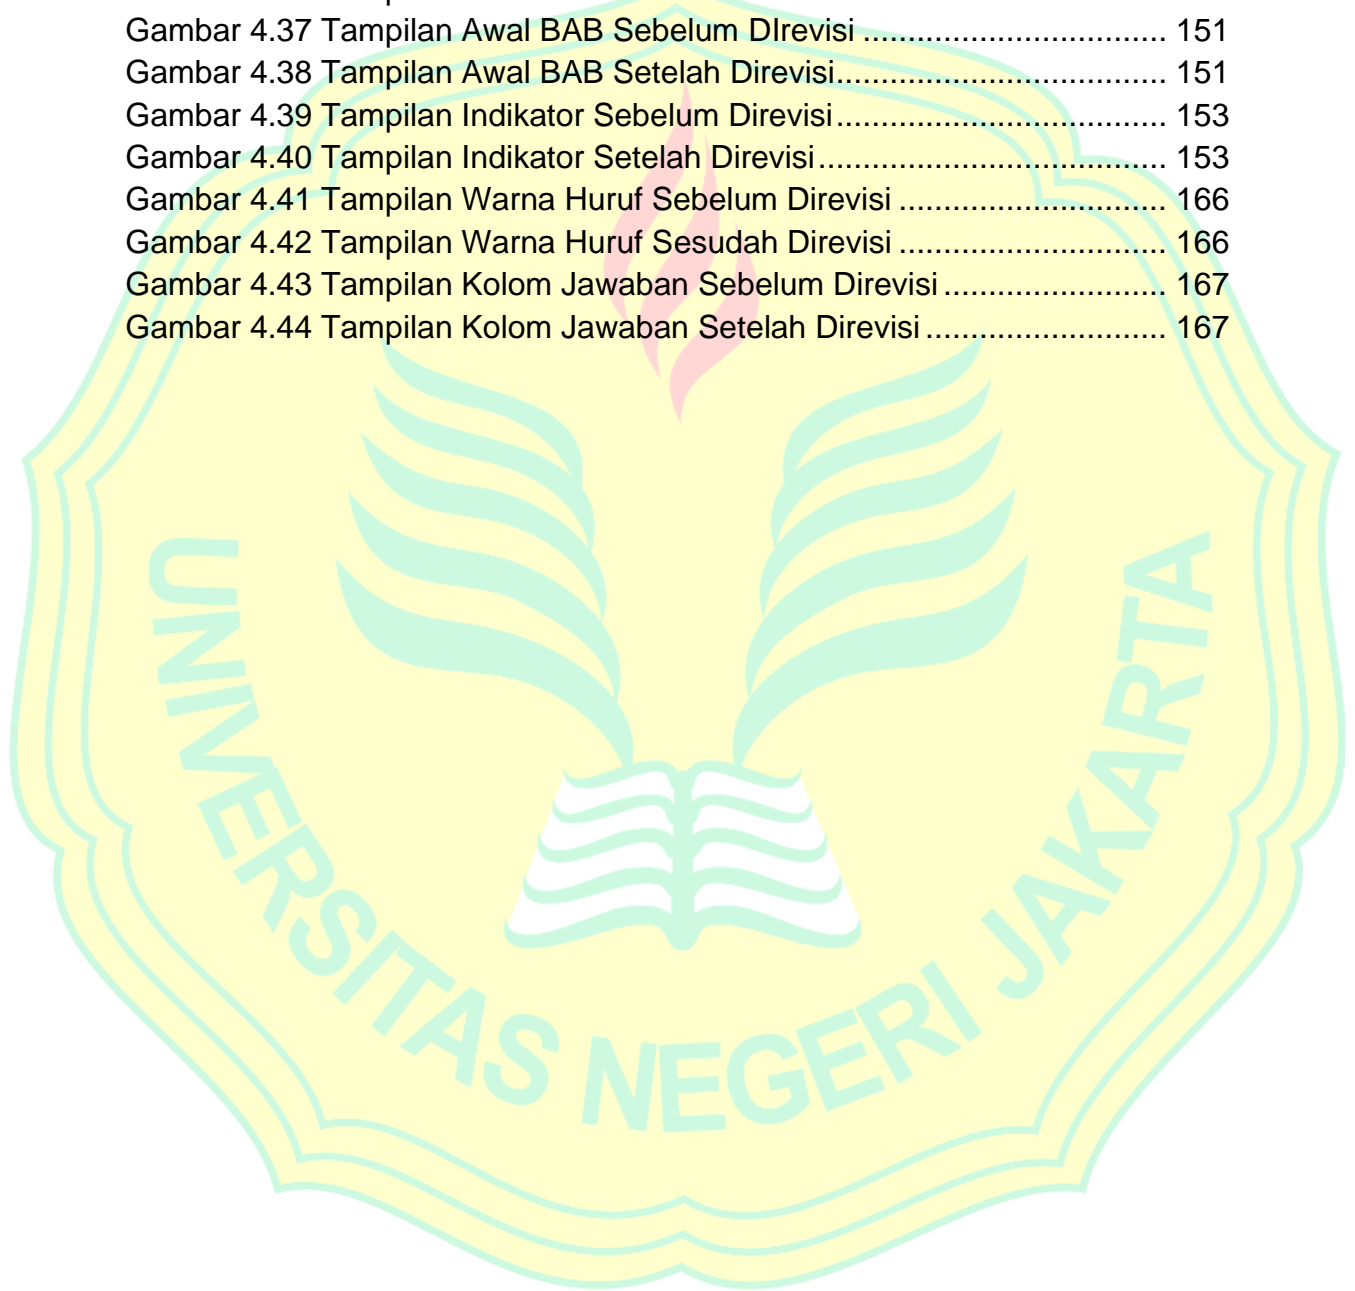 Gambar 4.37 Tampilan Awal BAB Sebelum DIrevisi .................................. 151
Gambar 4.38 Tampilan Awal BAB Setelah Direvisi..................................... 151
Gambar 4.39 Tampilan Indikator Sebelum Direvisi..................................... 153
Gambar 4.40 Tampilan Indikator Setelah Direvisi....................................... 153
Gambar 4.41 Tampilan Warna Huruf Sebelum Direvisi .............................. 166
Gambar 4.42 Tampilan Warna Huruf Sesudah Direvisi .............................. 166
Gambar 4.43 Tampilan Kolom Jawaban Sebelum Direvisi ......................... 167
Gambar 4.44 Tampilan Kolom Jawaban Setelah Direvisi ........................... 167
UNIVERSITAS NEGERI JAKARTA